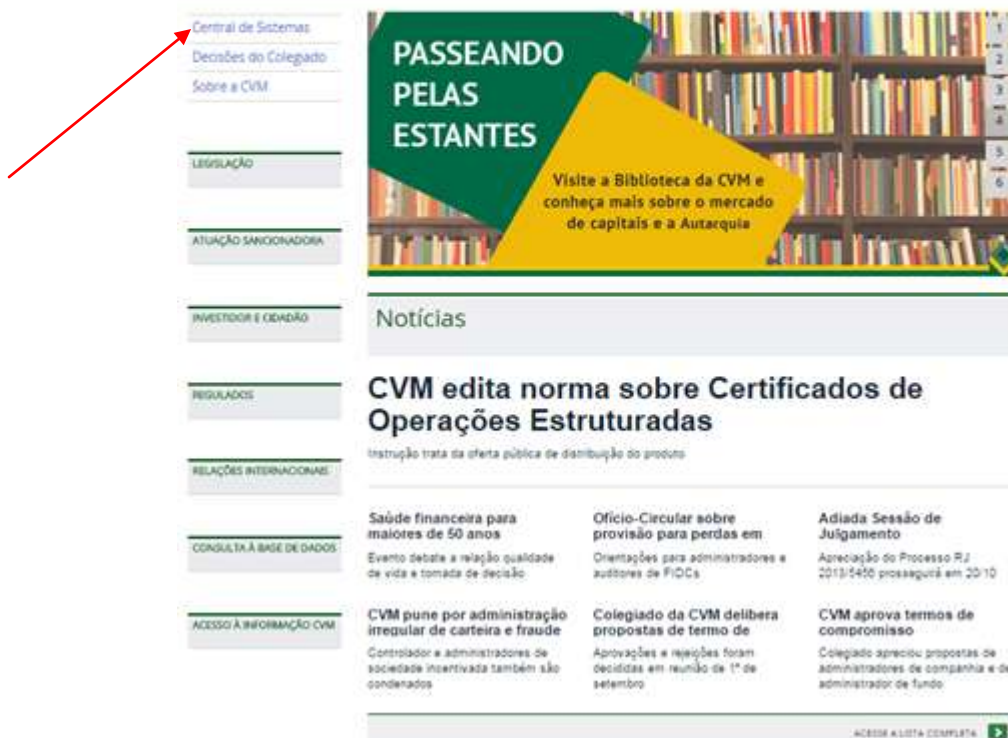 Central de Sistemas
Decisões do Colegiado
Sobre a CVM
LEGISLAÇÃO
ATUAÇÃO SANCIONADORA
INVESTIDOR E CIDADÃO
REGULADOS
RELAÇÕES INTERNACIONAIS
CONSULTA À BASE DE DADOS
ACESSO À INFORMAÇÃO CVM
PASSEANDO
PELAS
ESTANTES
Visite a Biblioteca da CVM e
conheça mais sobre o mercado
de capitais e a Autarquia
1
2
3
4
5
6
Notícias
CVM edita norma sobre Certificados de
Operações Estruturadas
Instrução trata da oferta pública de distribuição do produto
Saúde financeira para
maiores de 50 anos
Evento debate a relação qualidade
de vida e tomada de decisão
Ofício-Circular sobre
provisão para perdas em
Orientações para administradores e
auditores de FIDCs
Adiada Sessão de
Julgamento
Apreciação do Processo RJ
2013/5456 prosseguirá em 20/10
CVM pune por administração
irregular de carteira e fraude
Controlador e administradores de
sociedade incentivada também são
condenados
Colegiado da CVM delibera
propostas de termo de
Aprovações e rejeições foram
decididas em reunião de 1º de
setembro
CVM aprova termos de
compromisso
Colegiado apreciou propostas de
administradores de companhia e de
administrador de fundo
ACESSE A LISTA COMPLETA